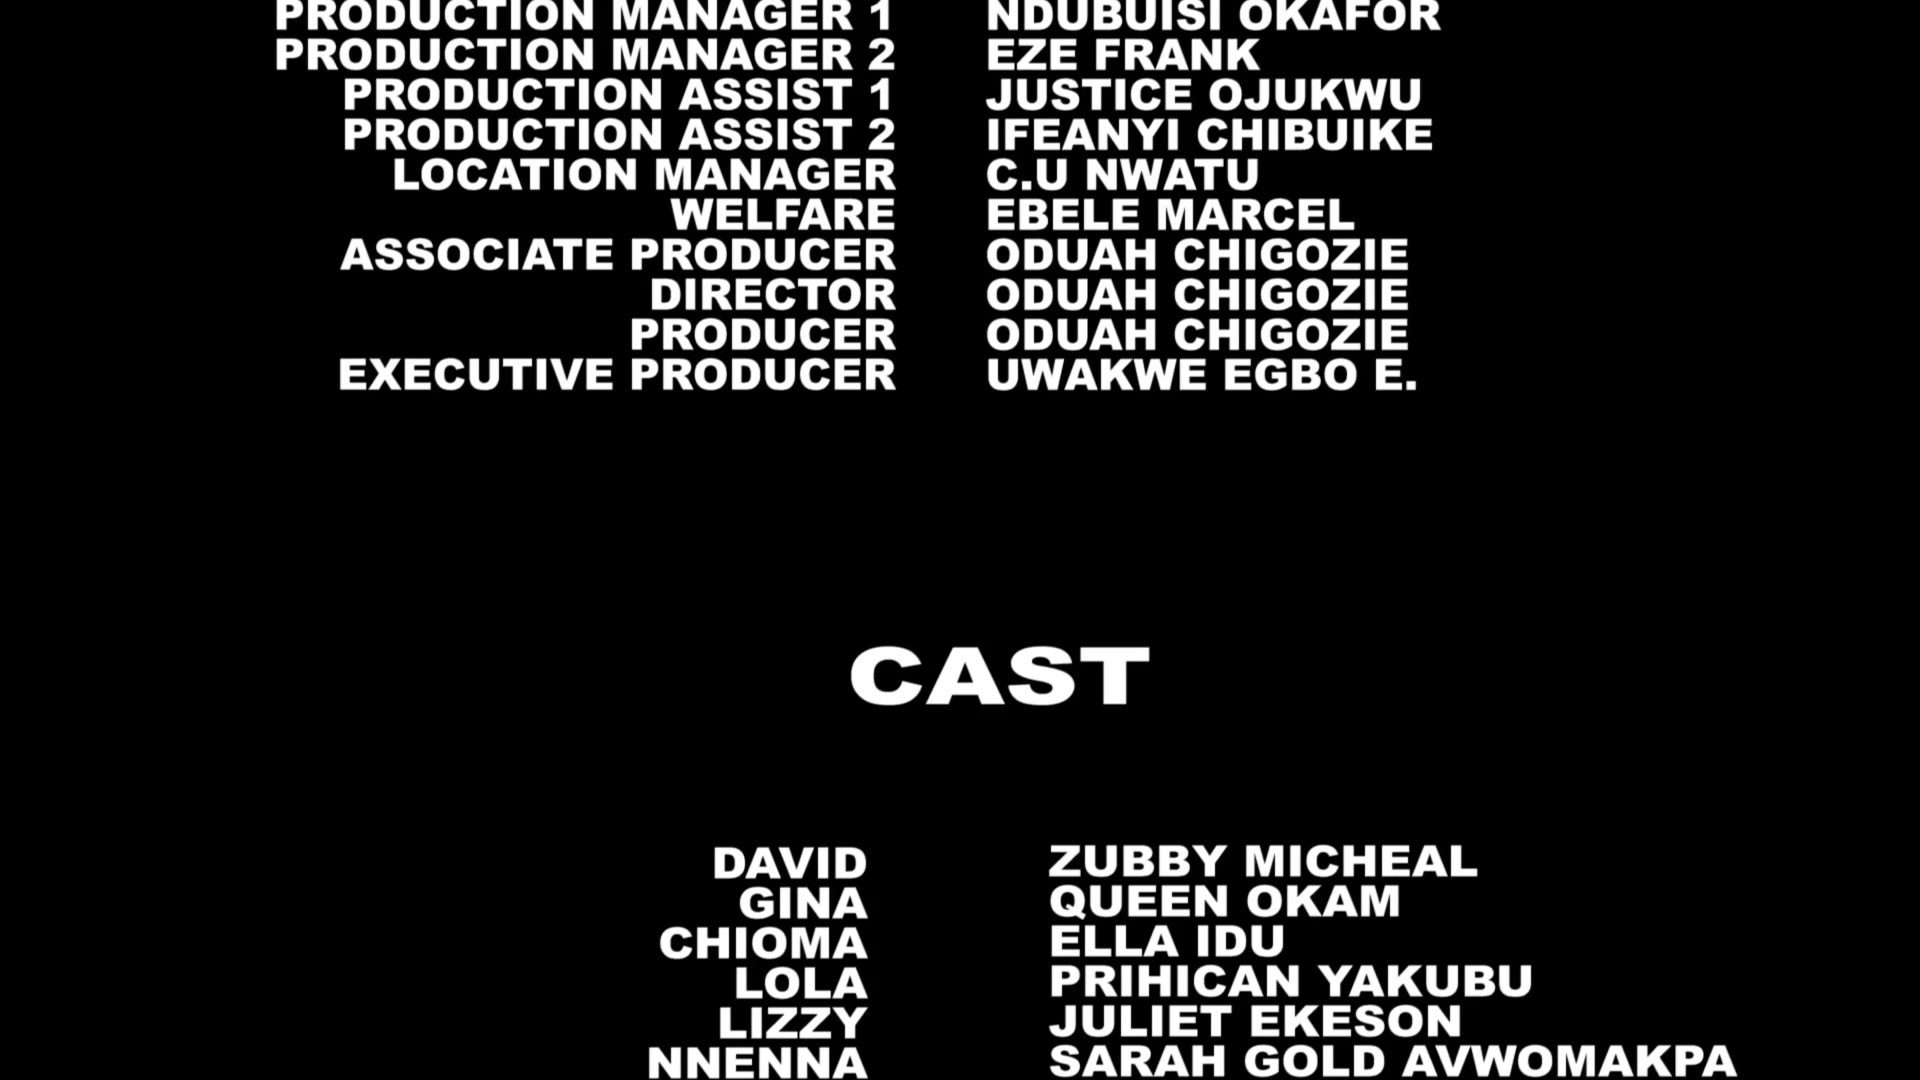 PRODUCTION MANAGER 1 NDUBUISI OKAFOR
PRODUCTION MANAGER 2 EZE FRANK
PRODUCTION ASSIST 1 JUSTICE OJUKWU
PRODUCTION ASSIST 2 IFEANYI CHIBUIKE
LOCATION MANAGER C.U NWATU
WELFARE EBELE MARCEL
ASSOCIATE PRODUCER ODUAH CHIGOZIE
DIRECTOR ODUAH CHIGOZIE
PRODUCER ODUAH CHIGOZIE
EXECUTIVE PRODUCER UWAKWE EGBO E.
CAST
DAVID ZUBBY MICHEAL
GINA QUEEN OKAM
CHIOMA ELLA IDU
LOLA PRIHICAN YAKUBU
LIZZY JULIET EKESON
NNENNA SARAH GOLD AVWOMAKPA